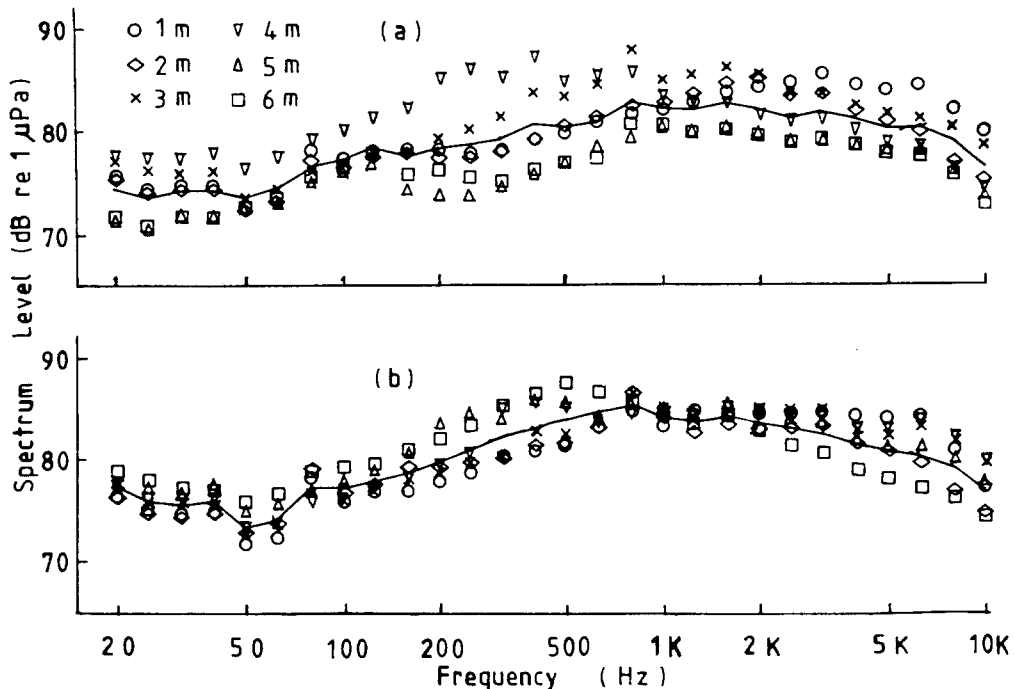 90
80
70
(a)
1 m
2 m
3 m
4 m
5 m
6 m
90
80
70
(b)
Spectrum Level (dB re 1 μPa)
20 50 100 200 500 1K 2K 5K 10K
Frequency (Hz)